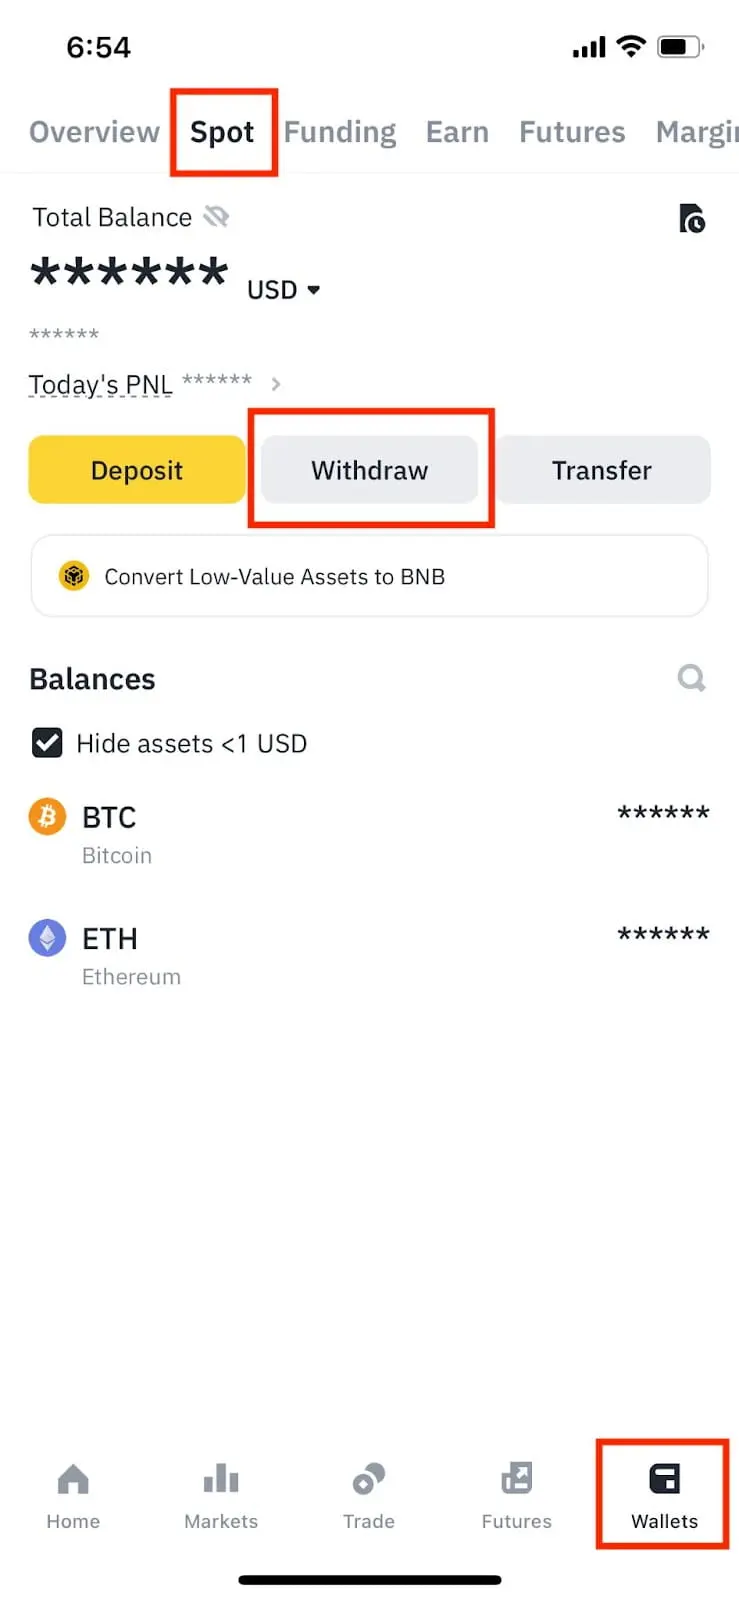 6:54
Overview Spot Funding Earn Futures
Total Balance
****** USD
******
Today's PNL ****** >
Deposit Withdraw Transfer
Convert Low-Value Assets to BNB
Balances
Hide assets <1 USD
BTC ******
Bitcoin
ETH ******
Ethereum
Home Markets Trade Futures Wallets